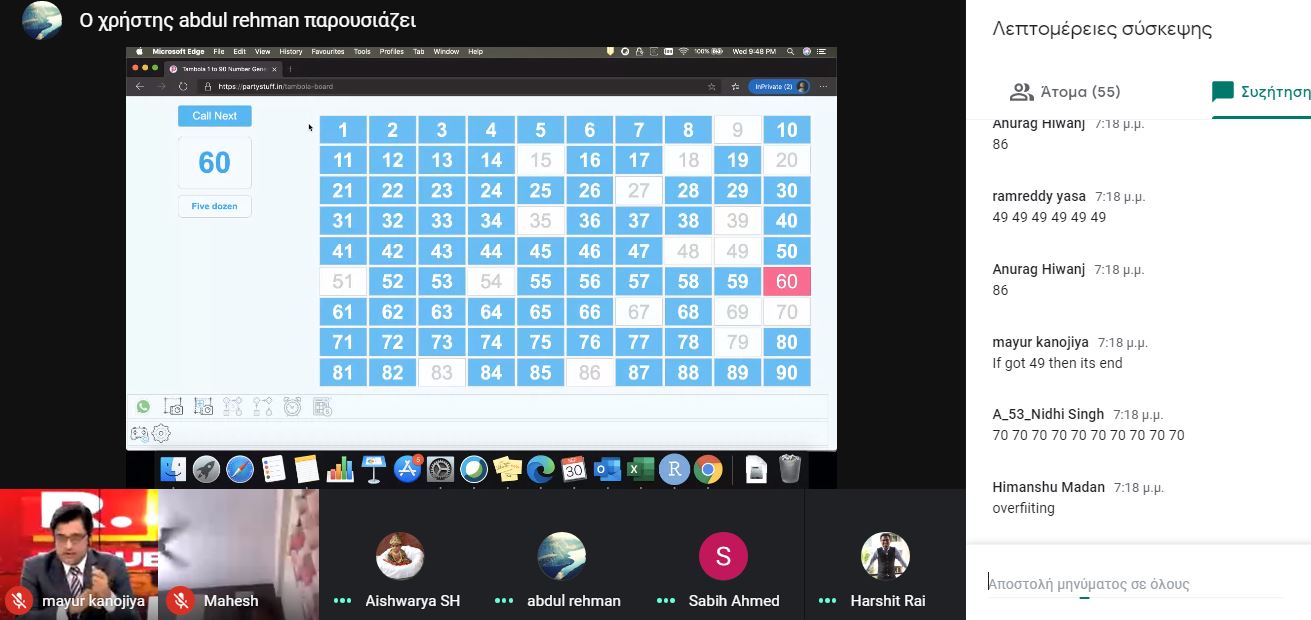 Ο χρήστης abdul rehman παρουσιάζει
Microsoft Edge File Edit View History Favourites Tools Profiles Tab Window Help
100% Wed 9:48 PM
Tambola 1 to 90 Number Gene
https://partystuff.in/tambola-board
InPrivate (2)
Call Next
60
Five dozen
1 2 3 4 5 6 7 8 9 10
11 12 13 14 15 16 17 18 19 20
21 22 23 24 25 26 27 28 29 30
31 32 33 34 35 36 37 38 39 40
41 42 43 44 45 46 47 48 49 50
51 52 53 54 55 56 57 58 59 60
61 62 63 64 65 66 67 68 69 70
71 72 73 74 75 76 77 78 79 80
81 82 83 84 85 86 87 88 89 90
30
R
mayur kanojiya
Mahesh
Aishwarya SH
abdul rehman
S
Sabih Ahmed
Harshit Rai
Λεπτομέρειες σύσκεψης
Άτομα (55)
Συζήτηση
Anurag Hiwanj 7:18 μ.μ.
86
ramreddy yasa 7:18 μ.μ.
49 49 49 49 49 49
Anurag Hiwanj 7:18 μ.μ.
86
mayur kanojiya 7:18 μ.μ.
If got 49 then its end
A_53_Nidhi Singh 7:18 μ.μ.
70 70 70 70 70 70 70 70 70 70
Himanshu Madan 7:18 μ.μ.
overfiiting
Αποστολή μηνύματος σε όλους